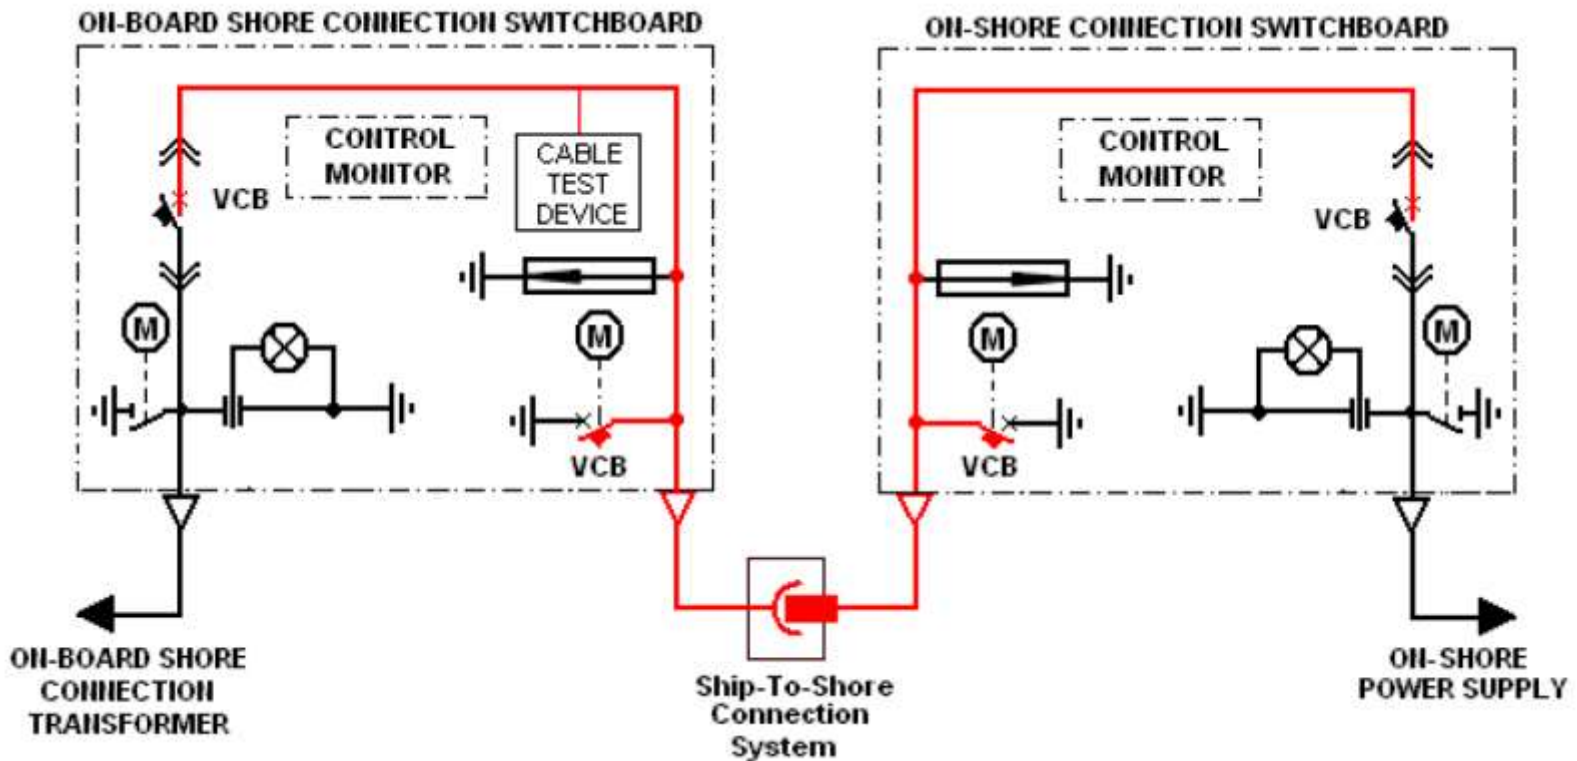 ON-BOARD SHORE CONNECTION SWITCHBOARD
CONTROL
MONITOR
CABLE
TEST
DEVICE
VCB
M
M
VCB
ON-SHORE CONNECTION SWITCHBOARD
CONTROL
MONITOR
VCB
M
M
VCB
ON-BOARD SHORE
CONNECTION
TRANSFORMER
Ship-To-Shore
Connection
System
ON-SHORE
POWER SUPPLY